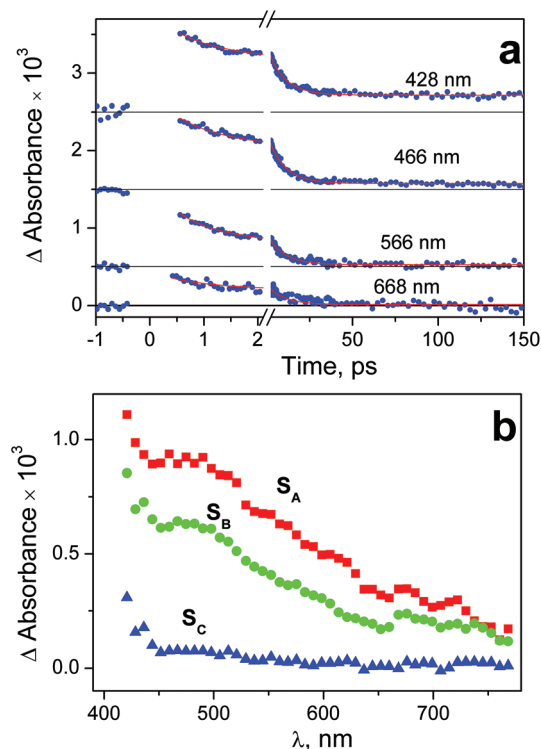 a
3
428 nm
2
466 nm
1
566 nm
668 nm
0
Δ Absorbance × 10³
-1 0 1 2 50 100 150
Time, ps
b
1.0
S_A
S_B
0.5
S_C
0.0
Δ Absorbance × 10³
400 500 600 700
λ, nm